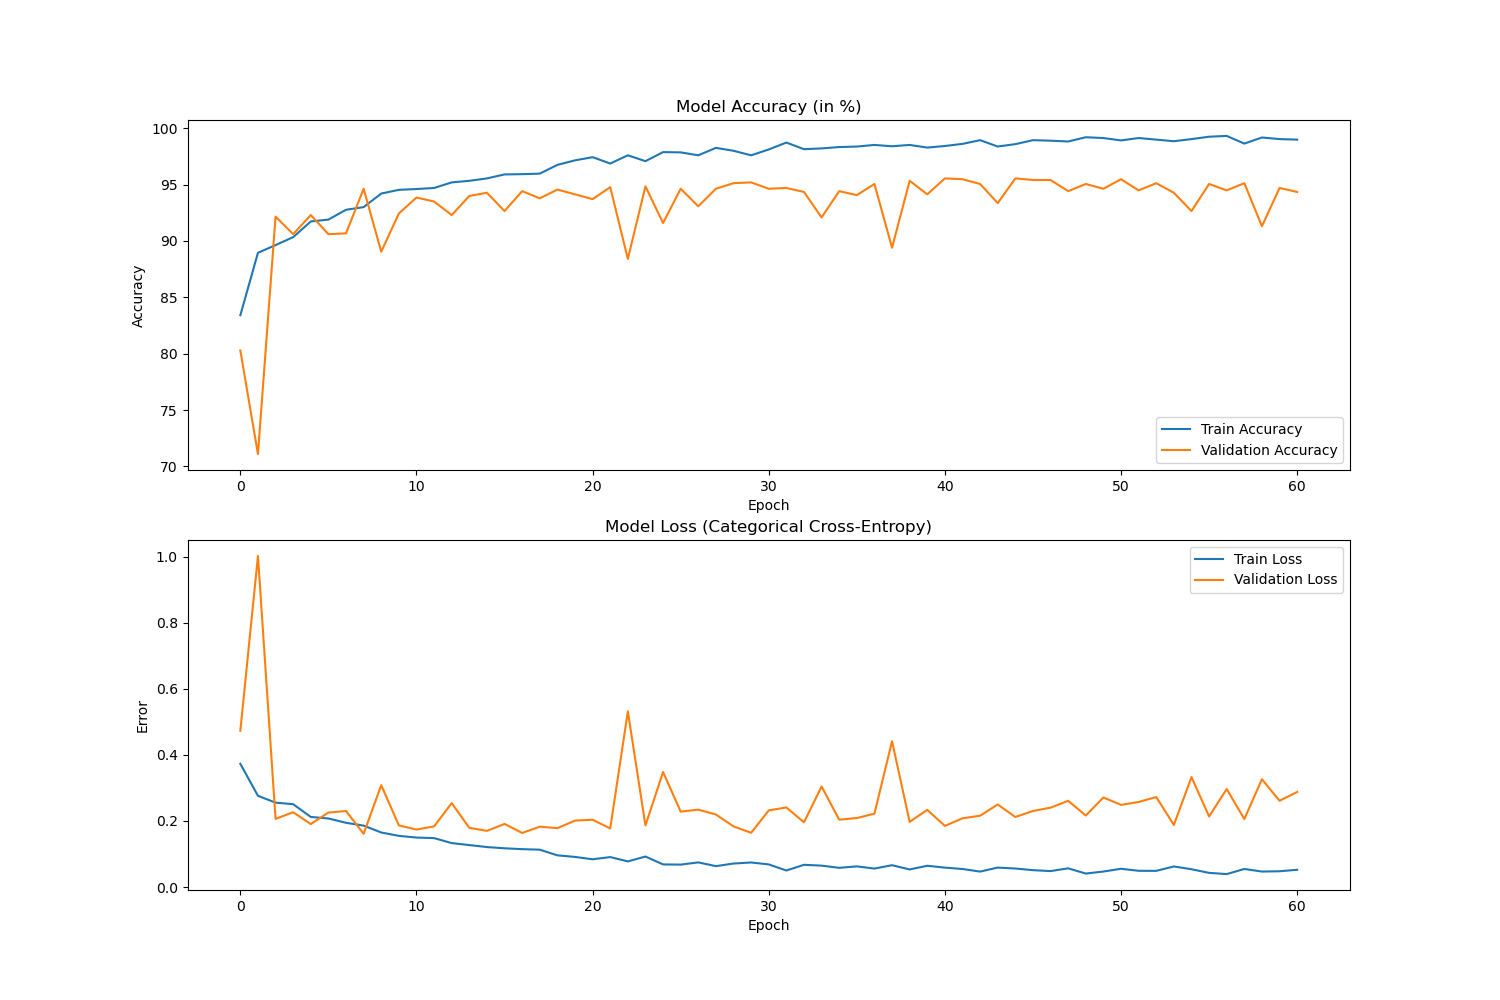 Model Accuracy (in %)
100
95
90
85
80
75
70
Accuracy
Train Accuracy
Validation Accuracy
0 10 20 30 40 50 60
Epoch
Model Loss (Categorical Cross-Entropy)
1.0
0.8
0.6
0.4
0.2
0.0
Error
Train Loss
Validation Loss
0 10 20 30 40 50 60
Epoch